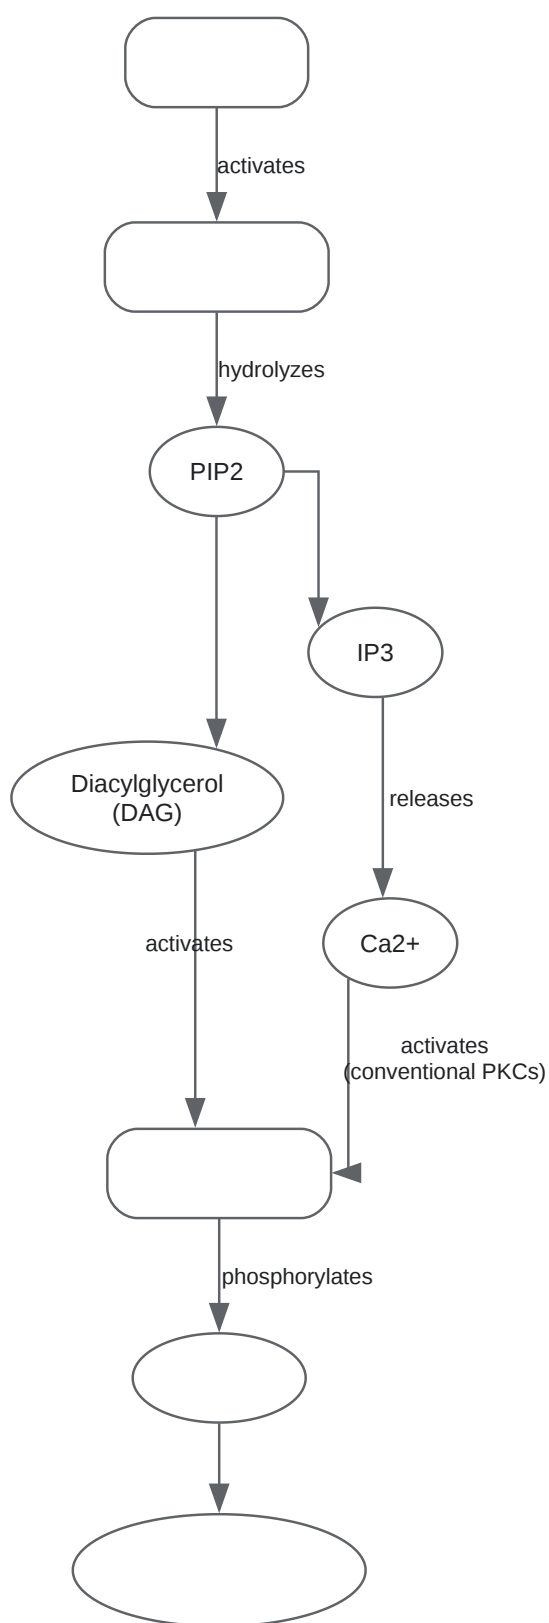 activates
hydrolyzes
PIP2
IP3
Diacylglycerol
(DAG)
releases
activates
Ca2+
activates
(conventional PKCs)
phosphorylates